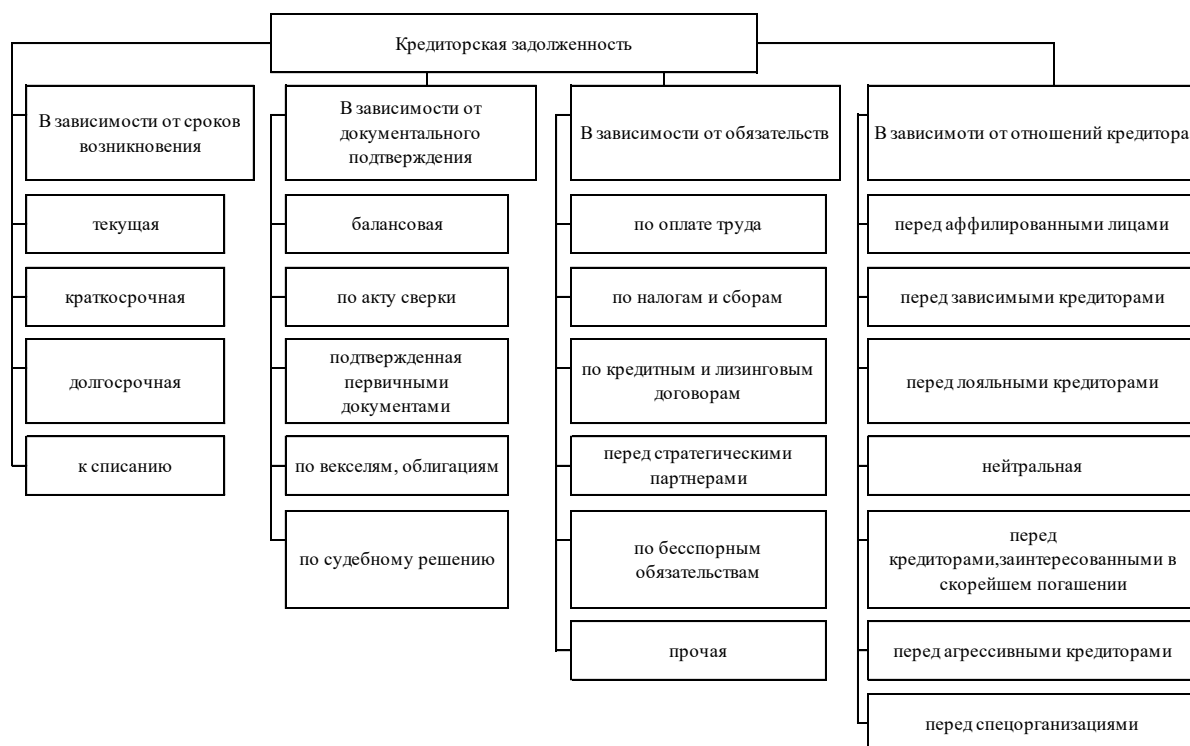 Кредиторская задолженность
В зависимости от сроков
возникновения
текущая
краткосрочная
долгосрочная
к списанию
В зависимости от
документального
подтверждения
балансовая
по акту сверки
подтвержденная
первичными
документами
по векселям, облигациям
по судебному решению
В зависимости от обязательств
по оплате труда
по налогам и сборам
по кредитным и лизинговым
договорам
перед стратегическими
партнерами
по бесспорным
обязательствам
прочая
В зависимоти от отношений кредитора
перед аффилированными лицами
перед зависимыми кредиторами
перед лояльными кредиторами
нейтральная
перед
кредиторами,заинтересованными в
скорейшем погашении
перед агрессивными кредиторами
перед спецорганизациями